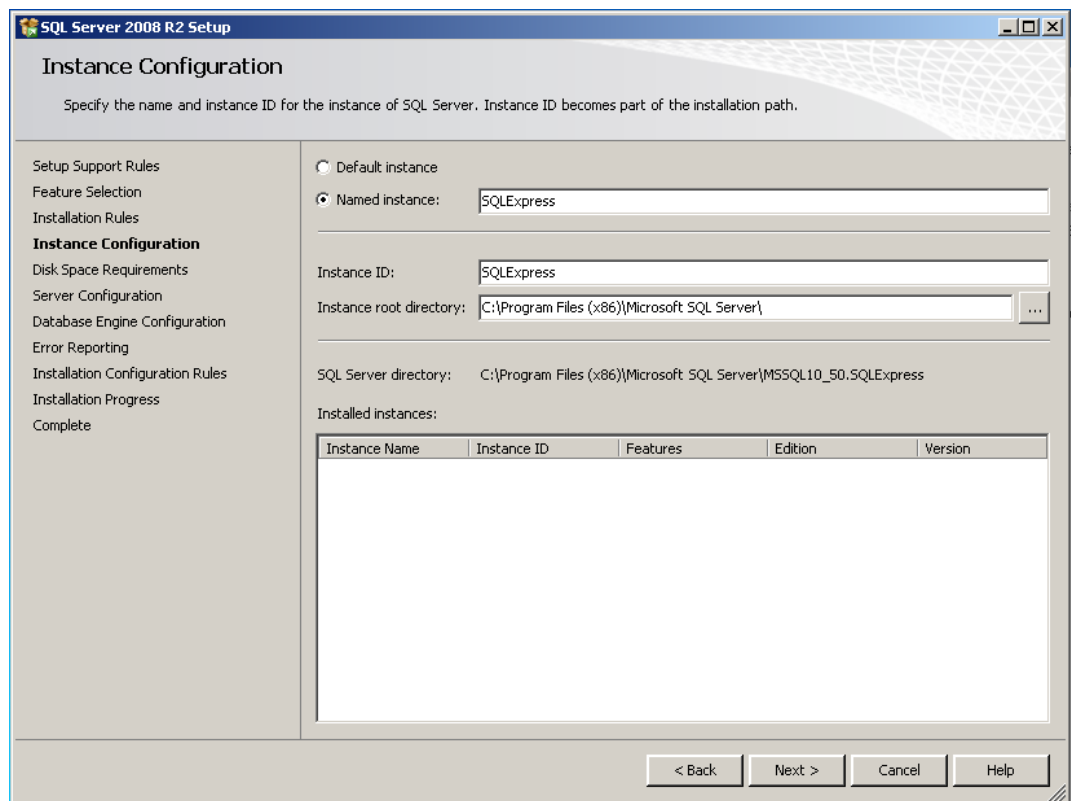 SQL Server 2008 R2 Setup
Instance Configuration
Specify the name and instance ID for the instance of SQL Server. Instance ID becomes part of the installation path.
Setup Support Rules
Feature Selection
Installation Rules
Instance Configuration
Disk Space Requirements
Server Configuration
Database Engine Configuration
Error Reporting
Installation Configuration Rules
Installation Progress
Complete
Default instance
Named instance: SQLExpress
Instance ID: SQLExpress
Instance root directory: C:\Program Files (x86)\Microsoft SQL Server\ ...
SQL Server directory: C:\Program Files (x86)\Microsoft SQL Server\MSSQL10_50.SQLExpress
Installed instances:
Instance Name Instance ID Features Edition Version
< Back Next > Cancel Help